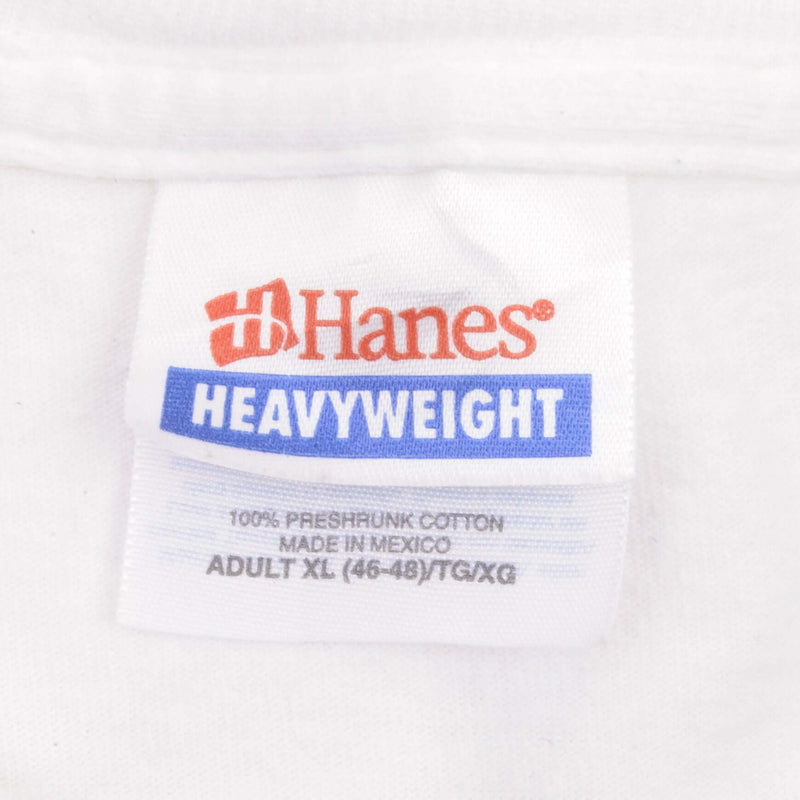 H Hanes®
HEAVYWEIGHT
100% PRESHRUNK COTTON
MADE IN MEXICO
ADULT XL (46-48)/TG/XG